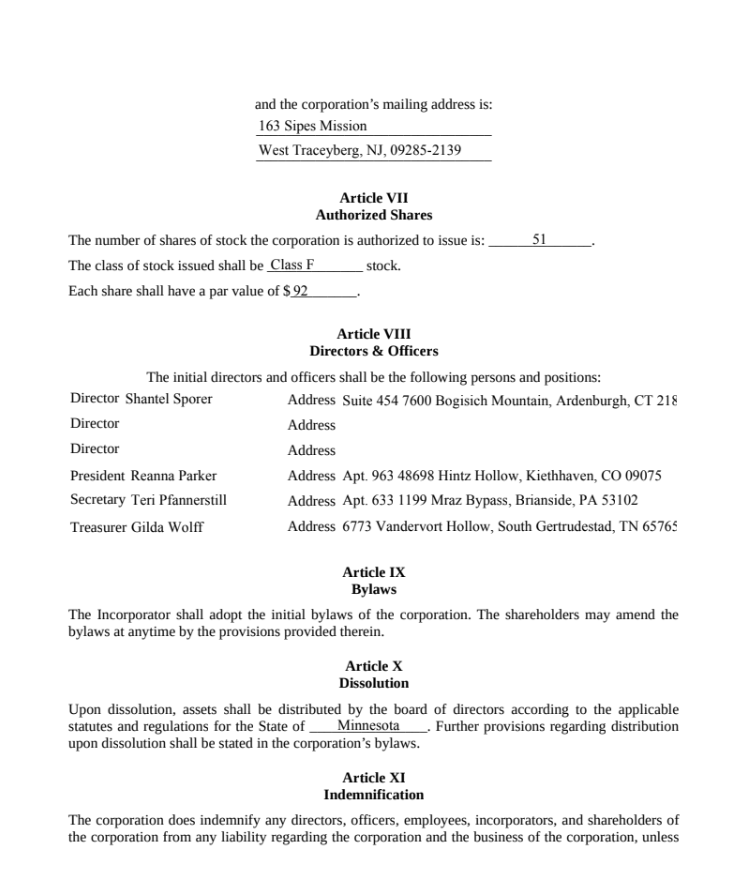 and the corporation’s mailing address is:
163 Sipes Mission
West Traceyberg, NJ, 09285-2139
Article VII
Authorized Shares
The number of shares of stock the corporation is authorized to issue is: ______51______.
The class of stock issued shall be Class F______ stock.
Each share shall have a par value of $ 92______.
Article VIII
Directors & Officers
The initial directors and officers shall be the following persons and positions:
Director Shantel Sporer Address Suite 454 7600 Bogisich Mountain, Ardenburgh, CT 218
Director Address
Director Address
President Reanna Parker Address Apt. 963 48698 Hintz Hollow, Kiethhaven, CO 09075
Secretary Teri Pfannerstill Address Apt. 633 1199 Mraz Bypass, Brianside, PA 53102
Treasurer Gilda Wolff Address 6773 Vandervort Hollow, South Gertrudestad, TN 65765
Article IX
Bylaws
The Incorporator shall adopt the initial bylaws of the corporation. The shareholders may amend the
bylaws at anytime by the provisions provided therein.
Article X
Dissolution
Upon dissolution, assets shall be distributed by the board of directors according to the applicable
statutes and regulations for the State of ____Minnesota____. Further provisions regarding distribution
upon dissolution shall be stated in the corporation’s bylaws.
Article XI
Indemnification
The corporation does indemnify any directors, officers, employees, incorporators, and shareholders of
the corporation from any liability regarding the corporation and the business of the corporation, unless